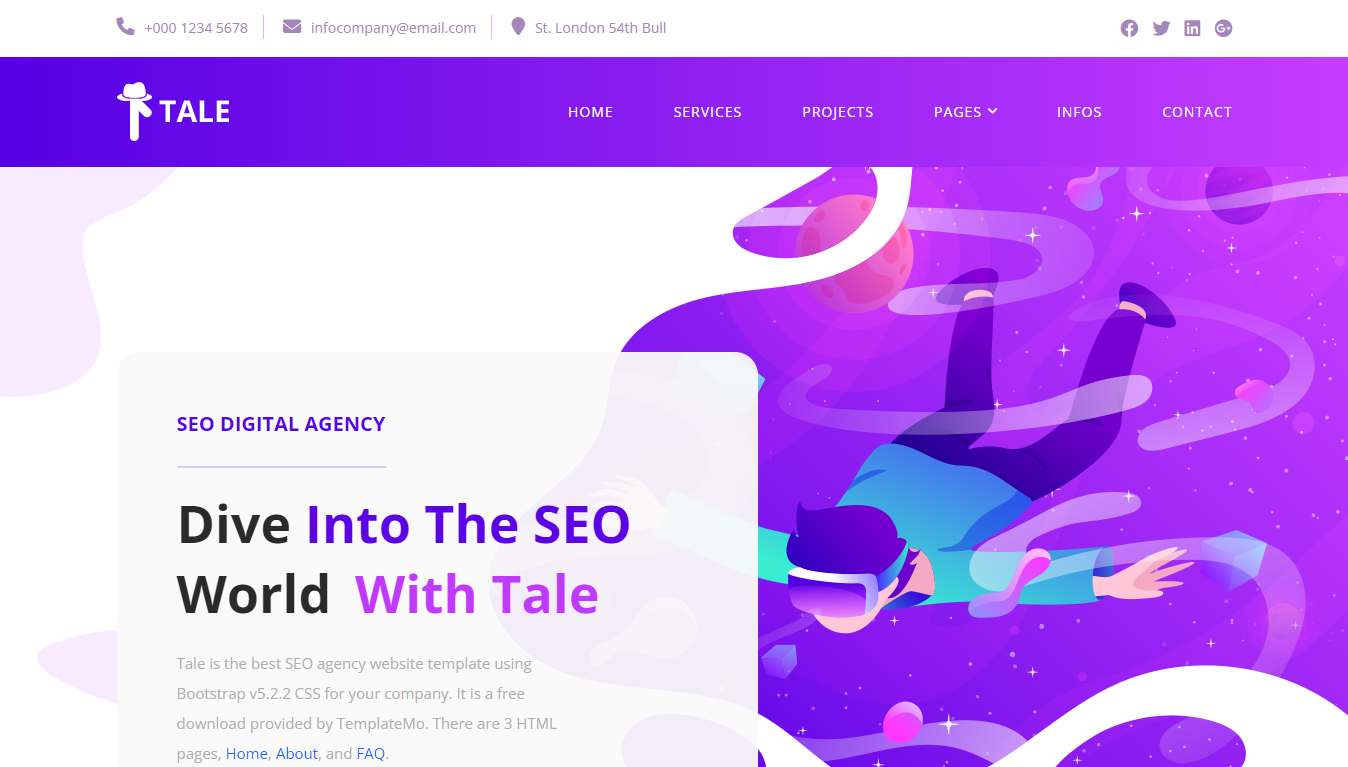 +000 1234 5678
infocompany@email.com
St. London 54th Bull
TALE
HOME
SERVICES
PROJECTS
PAGES
INFOS
CONTACT
SEO DIGITAL AGENCY
Dive Into The SEO
World With Tale
Tale is the best SEO agency website template using
Bootstrap v5.2.2 CSS for your company. It is a free
download provided by TemplateMo. There are 3 HTML
pages, Home, About, and FAQ.